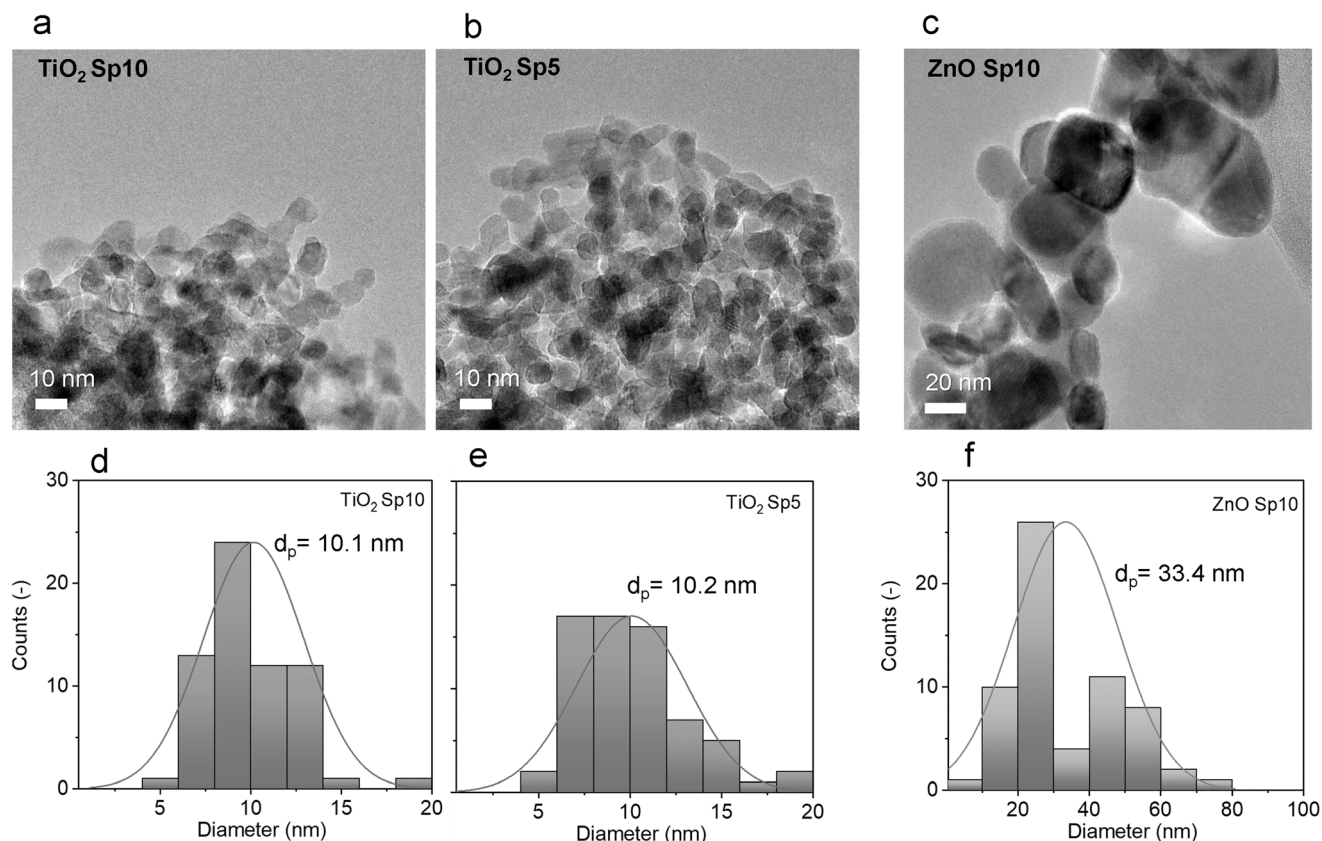 a
b
c
TiO₂ Sp10
TiO₂ Sp5
ZnO Sp10
10 nm
10 nm
20 nm
d
e
f
30
20
10
0
Counts (-)
TiO₂ Sp10
dₚ= 10.1 nm
5
10
15
20
Diameter (nm)
TiO₂ Sp5
dₚ= 10.2 nm
5
10
15
20
Diameter (nm)
30
20
10
0
Counts (-)
ZnO Sp10
dₚ= 33.4 nm
20
40
60
80
100
Diameter (nm)